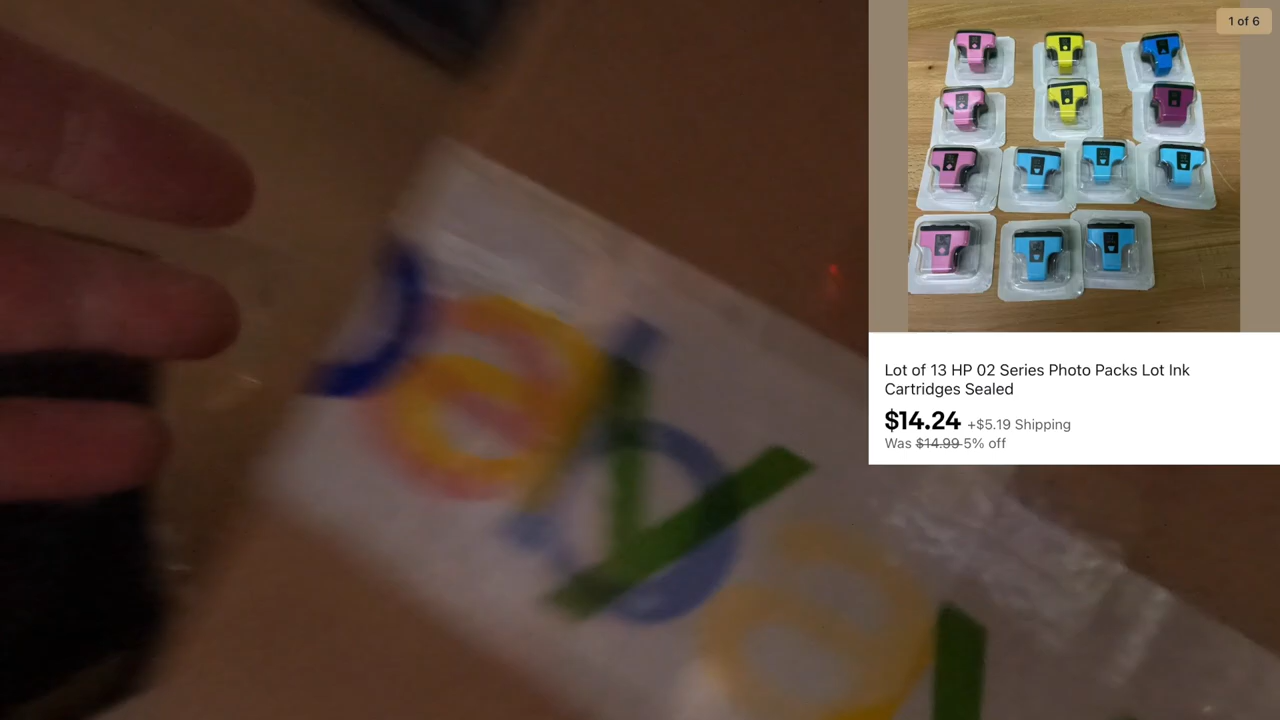 1 of 6
Lot of 13 HP 02 Series Photo Packs Lot Ink
Cartridges Sealed
$14.24 +$5.19 Shipping
Was $14.99 5% off